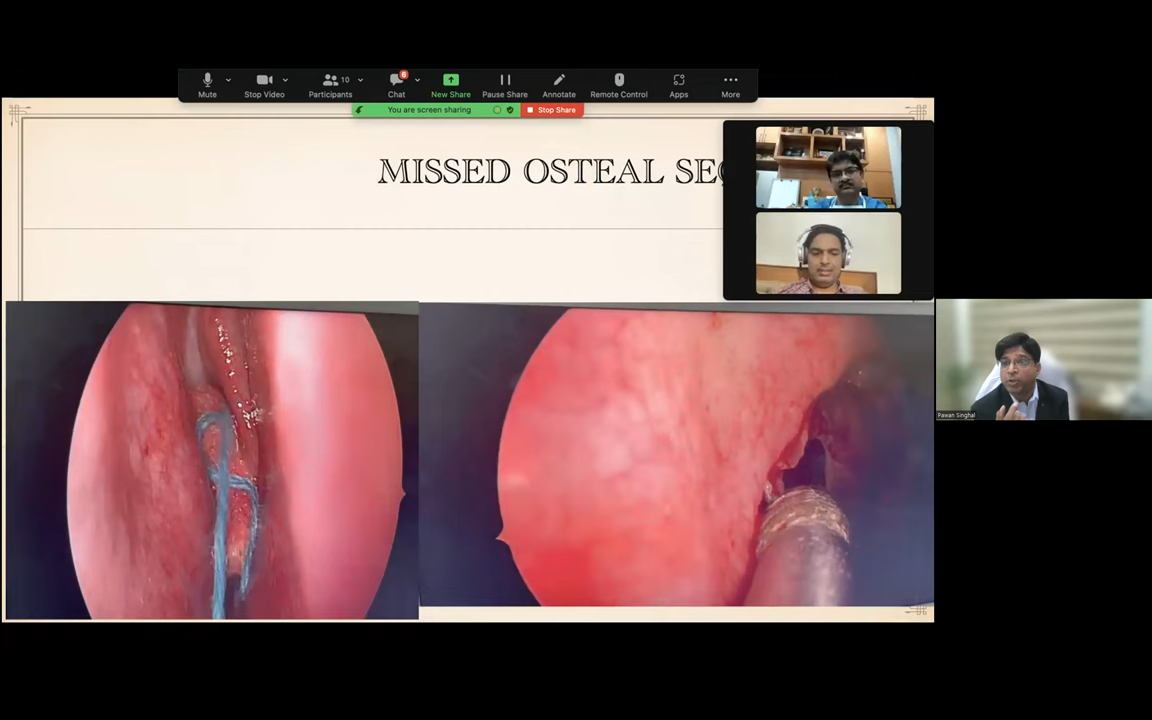 6
10
Mute
Stop Video
Participants
Chat
New Share
Pause Share
Annotate
Remote Control
Apps
More
You are screen sharing
Stop Share
MISSED OSTEAL
Pawan Singhal